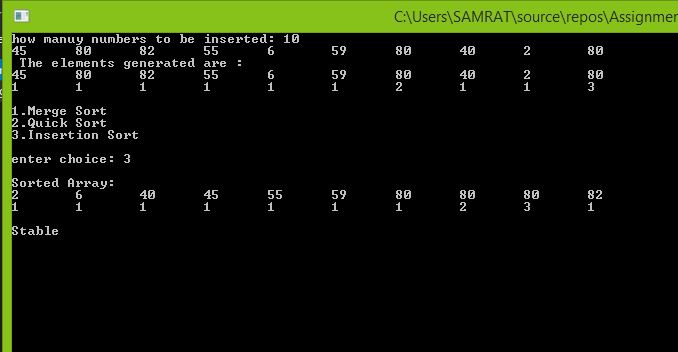 C:\Users\SAMRAT\source\repos\Assignmen
how manuy numbers to be inserted: 10
45 80 82 55 6 59 80 40 2 80
The elements generated are :
45 80 82 55 6 59 80 40 2 80
1 1 1 1 1 1 2 1 1 3
1.Merge Sort
2.Quick Sort
3.Insertion Sort
enter choice: 3
Sorted Array:
2 6 40 45 55 59 80 80 80 82
1 1 1 1 1 1 1 2 3 1
Stable